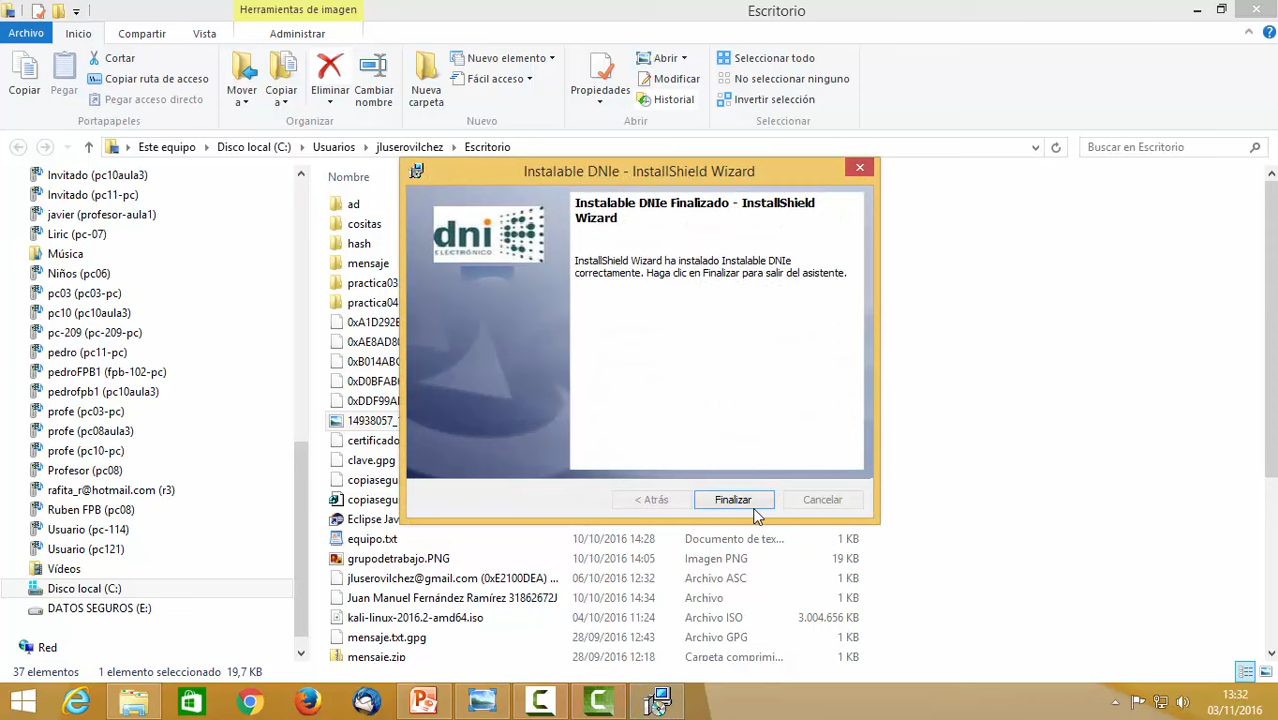 Herramientas de imagen
Escritorio
Archivo
Inicio
Compartir
Vista
Administrar
Copiar
Pegar
Cortar
Copiar ruta de acceso
Pegar acceso directo
Portapapeles
Mover a
Copiar a
Eliminar
Cambiar nombre
Organizar
Nueva carpeta
Nuevo elemento
Fácil acceso
Nuevo
Propiedades
Abrir
Modificar
Historial
Abrir
Seleccionar todo
No seleccionar ninguno
Invertir selección
Seleccionar
Este equipo
Disco local (C:)
Usuarios
jluserovilchez
Escritorio
Buscar en Escritorio
Invitado (pc10aula3)
Invitado (pc11-pc)
javier (profesor-aula1)
Liric (pc-07)
Música
Niños (pc06)
pc03 (pc03-pc)
pc10 (pc10aula3)
pc-209 (pc-209-pc)
pedro (pc11-pc)
pedroFPB1 (fpb-102-pc)
pedrofpb1 (pc10aula3)
profe (pc03-pc)
profe (pc08aula3)
profe (pc10-pc)
Profesor (pc08)
rafita_r@hotmail.com (r3)
Ruben FPB (pc08)
Usuario (pc-114)
Usuario (pc121)
Vídeos
Disco local (C:)
DATOS SEGUROS (E:)
Red
Nombre
ad
cositas
hash
mensaje
practica03
practica04
0xA1D292E
0xAE8AD80
0xB014ABC
0xD0FBAB
0xDDF99A
14938057_
certificado
clave.gpg
copiasegu
copiasegu
Eclipse Jav
equipo.txt 10/10/2016 14:28 Documento de tex... 1 KB
grupodetrabajo.PNG 10/10/2016 14:05 Imagen PNG 19 KB
jluserovilchez@gmail.com (0xE2100DEA) ... 06/10/2016 12:32 Archivo ASC 1 KB
Juan Manuel Fernández Ramírez 31862672J 10/10/2016 14:34 Archivo 1 KB
kali-linux-2016.2-amd64.iso 04/10/2016 11:24 Archivo ISO 3.004.656 KB
mensaje.txt.gpg 28/09/2016 12:43 Archivo GPG 1 KB
mensaje.zip 28/09/2016 12:18 Carpeta comprimi... 1 KB
Instalable DNIe - InstallShield Wizard
dni
ELECTRÓNICO
Instalable DNIe Finalizado - InstallShield
Wizard
InstallShield Wizard ha instalado Instalable DNIe
correctamente. Haga clic en Finalizar para salir del asistente.
< Atrás
Finalizar
Cancelar
37 elementos
1 elemento seleccionado 19,7 KB
13:32
03/11/2016